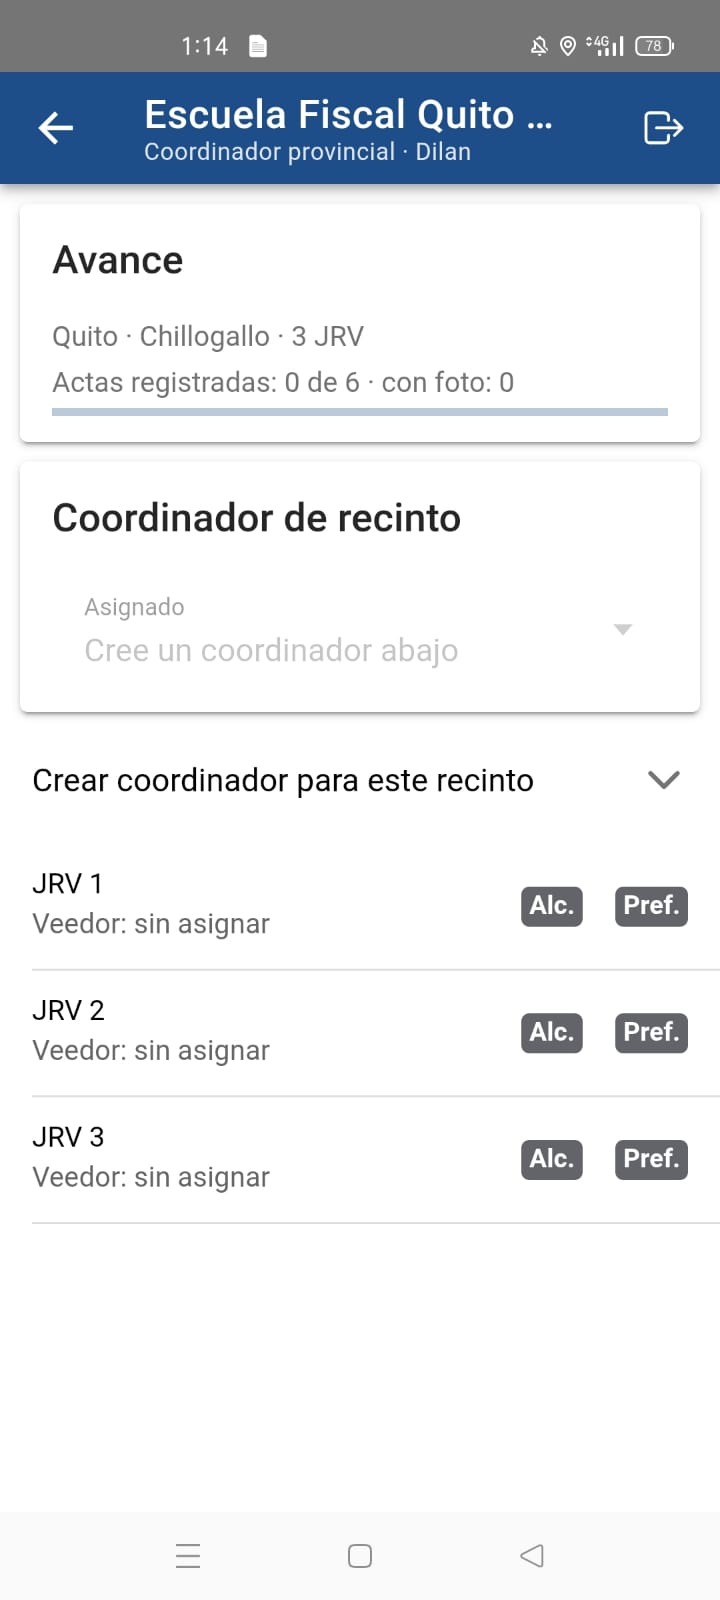 1:14
4G
78
Escuela Fiscal Quito ...
Coordinador provincial · Dilan
Avance
Quito · Chillogallo · 3 JRV
Actas registradas: 0 de 6 · con foto: 0
Coordinador de recinto
Asignado
Cree un coordinador abajo
Crear coordinador para este recinto
JRV 1
Veedor: sin asignar
Alc.
Pref.
JRV 2
Veedor: sin asignar
Alc.
Pref.
JRV 3
Veedor: sin asignar
Alc.
Pref.